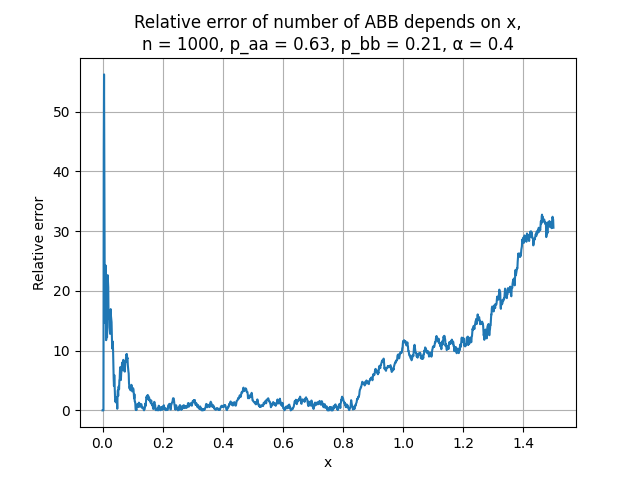 Relative error of number of ABB depends on x,
n = 1000, p_aa = 0.63, p_bb = 0.21, α = 0.4
Relative error
50
40
30
20
10
0
0.0 0.2 0.4 0.6 0.8 1.0 1.2 1.4
x